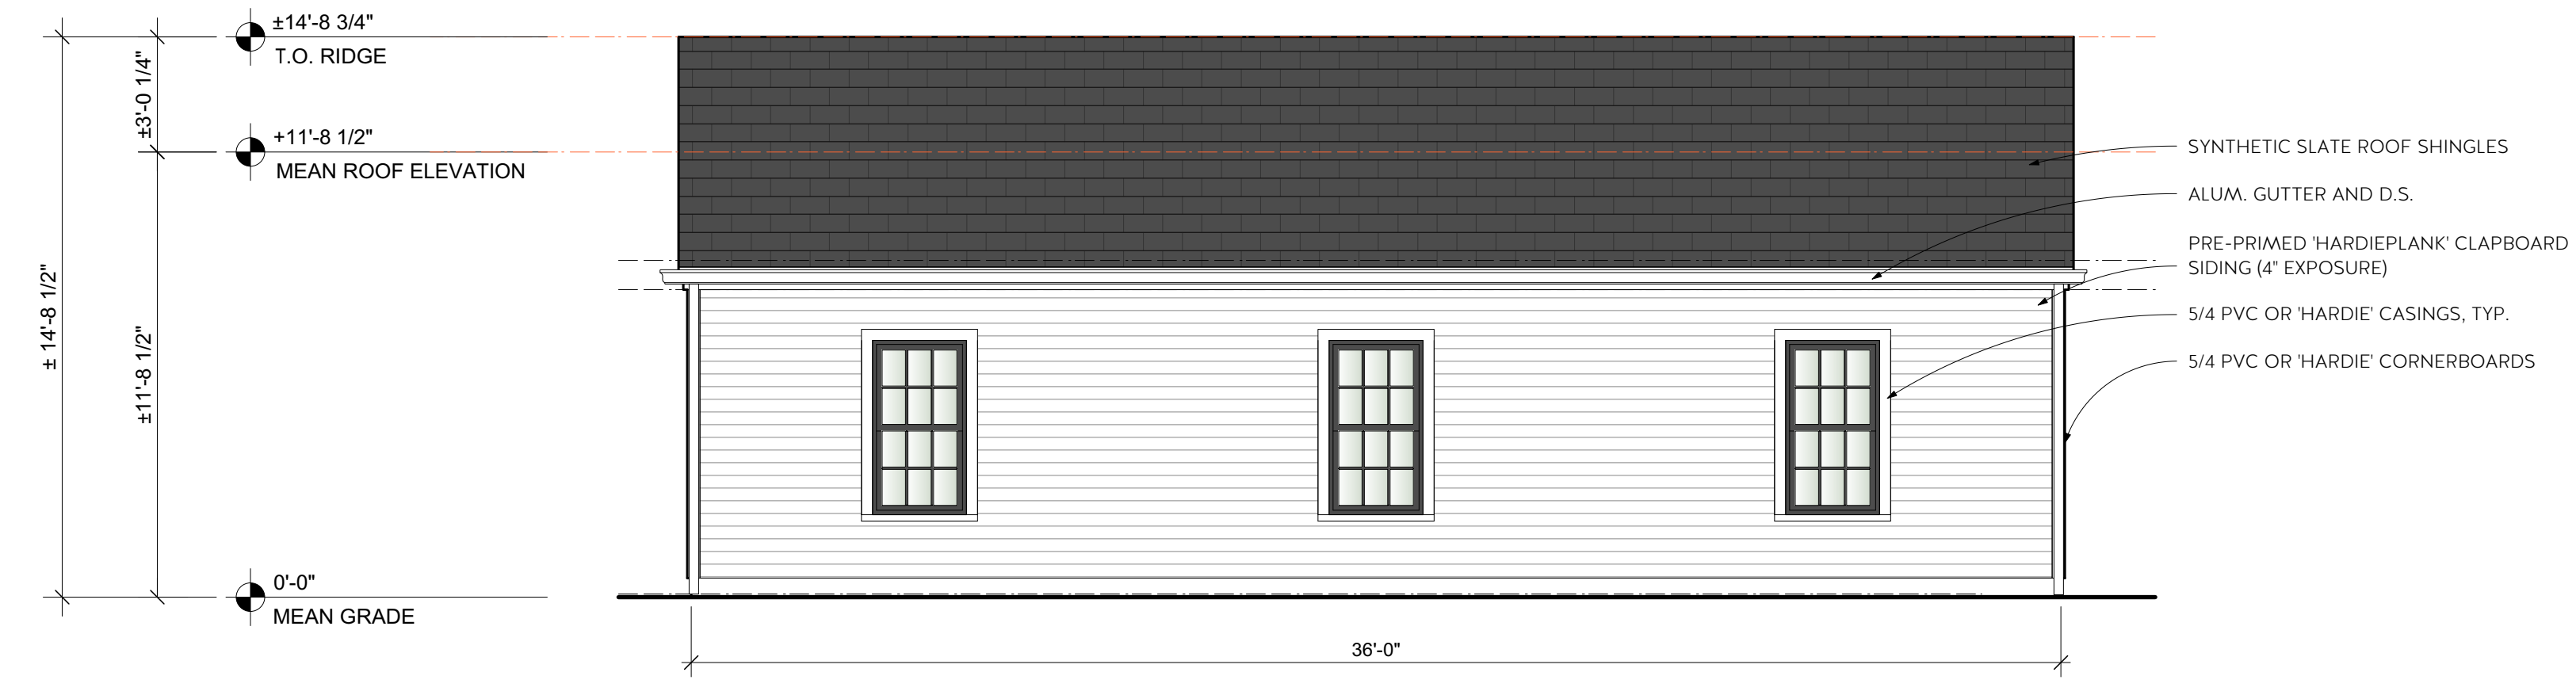 ±14'-8 3/4"
T.O. RIDGE
+11'-8 1/2"
MEAN ROOF ELEVATION
0'-0"
MEAN GRADE
± 14'-8 1/2"
±3'-0 1/4"
±11'-8 1/2"
36'-0"
SYNTHETIC SLATE ROOF SHINGLES
ALUM. GUTTER AND D.S.
PRE-PRIMED 'HARDIEPLANK' CLAPBOARD
SIDING (4" EXPOSURE)
5/4 PVC OR 'HARDIE' CASINGS, TYP.
5/4 PVC OR 'HARDIE' CORNERBOARDS